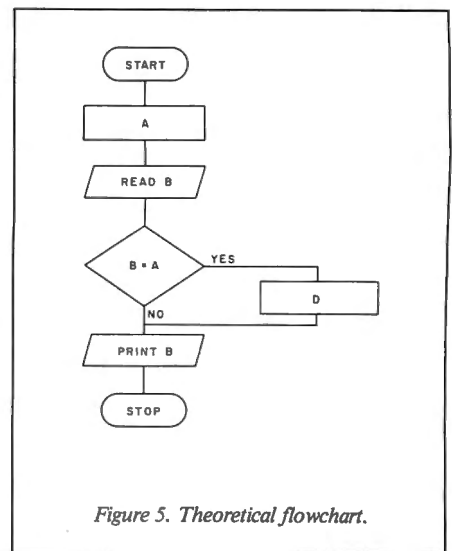 START
A
READ B
B = A
YES
D
NO
PRINT B
STOP
Figure 5. Theoretical flowchart.